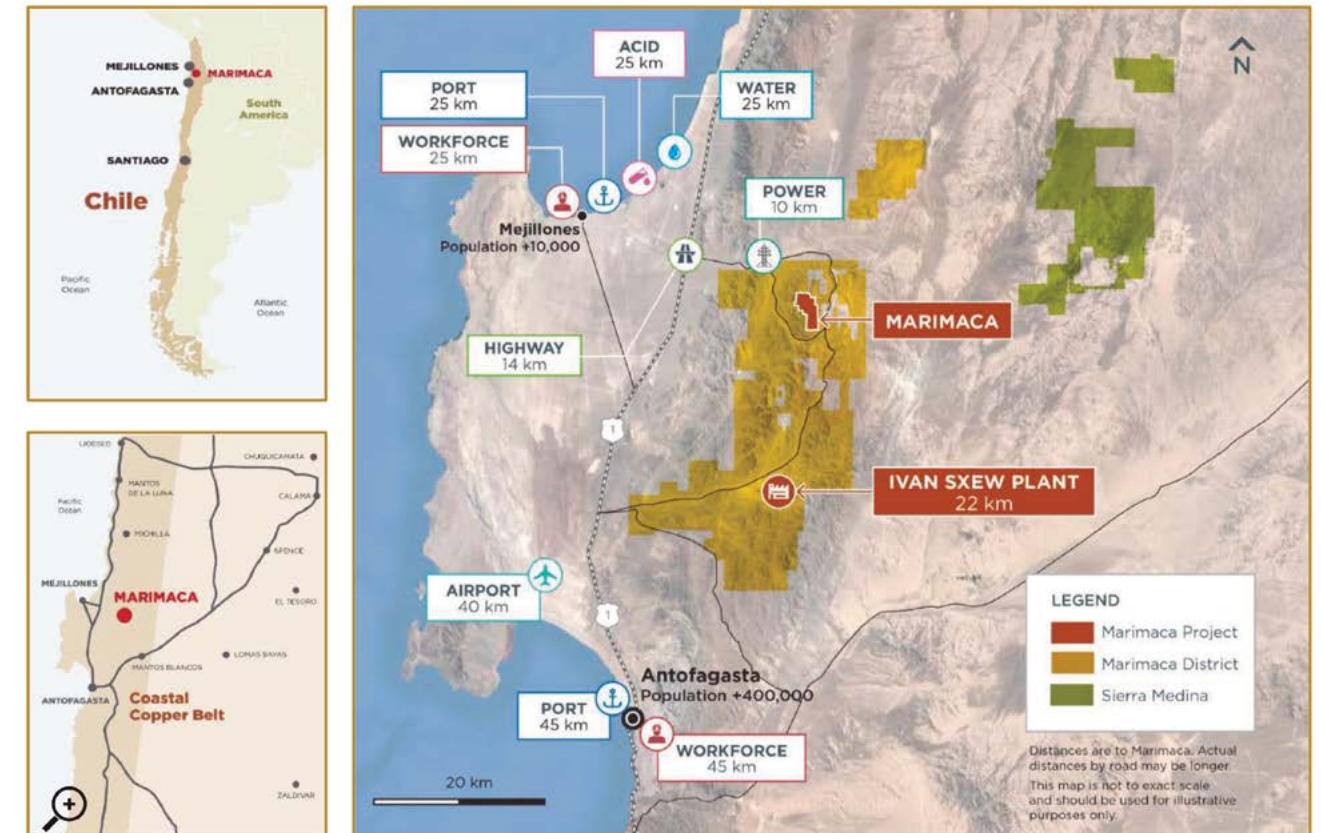 MEJILLONES
MARIMACA
ANTOFAGASTA
South
America
SANTIAGO
Chile
Pacific
Ocean
Atlantic
Ocean
CHUQUICAMATA
MANTOS
DE LA LUNA
CALAMA
Pacific
Ocean
MICHILLA
SPENCE
MEJILLONES
MARIMACA
EL TESORO
LOMAS BAYAS
MANTOS BLANCOS
ANTOFAGASTA
Coastal
Copper Belt
ZALDIVAR
N
ACID
25 km
PORT
25 km
WATER
25 km
WORKFORCE
25 km
POWER
10 km
Mejillones
Population +10,000
MARIMACA
HIGHWAY
14 km
1
IVAN SXEW PLANT
22 km
AIRPORT
40 km
1
Antofagasta
Population +400,000
PORT
45 km
WORKFORCE
45 km
20 km
LEGEND
Marimaca Project
Marimaca District
Sierra Medina
Distances are to Marimaca. Actual
distances by road may be longer
This map is not to exact scale
and should be used for illustrative
purposes only.